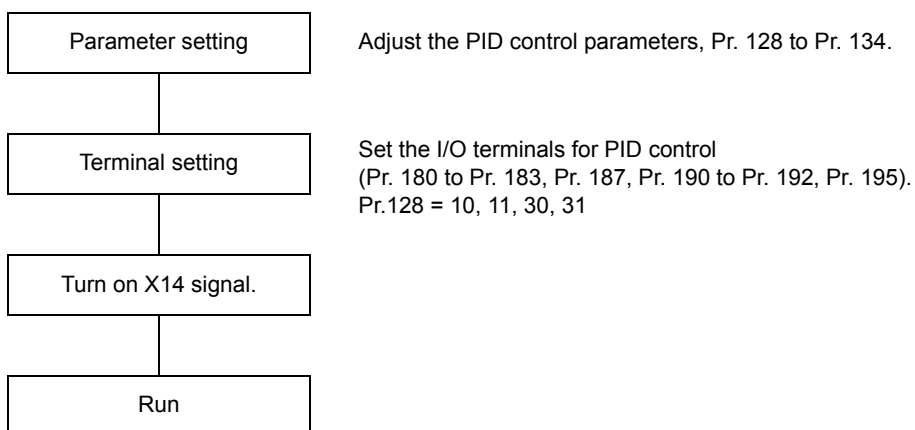 Parameter setting
Adjust the PID control parameters, Pr. 128 to Pr. 134.
Terminal setting
Set the I/O terminals for PID control
(Pr. 180 to Pr. 183, Pr. 187, Pr. 190 to Pr. 192, Pr. 195).
Pr.128 = 10, 11, 30, 31
Turn on X14 signal.
Run